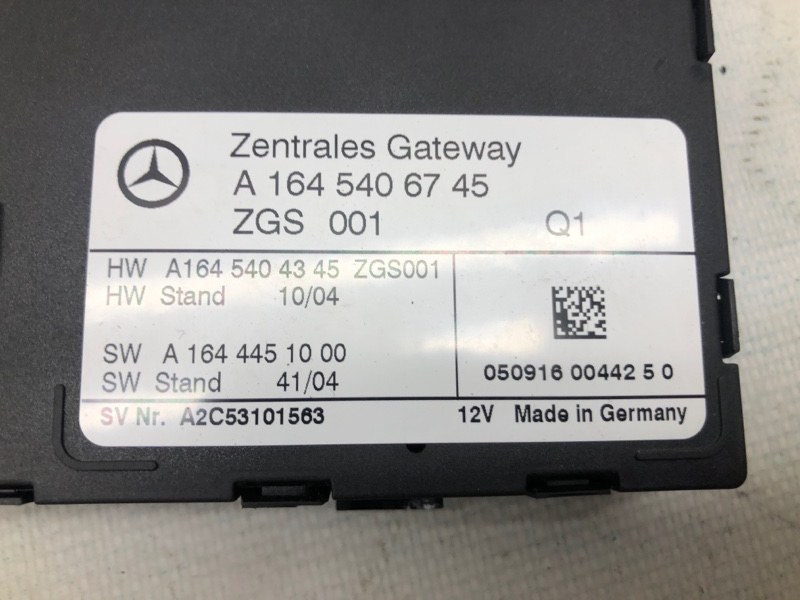 Zentrales Gateway
A 164 540 67 45
ZGS 001 Q1
HW A164 540 43 45 ZGS001
HW Stand 10/04
SW A 164 445 10 00
SW Stand 41/04
050916 00442 5 0
SV Nr. A2C53101563 12V Made in Germany